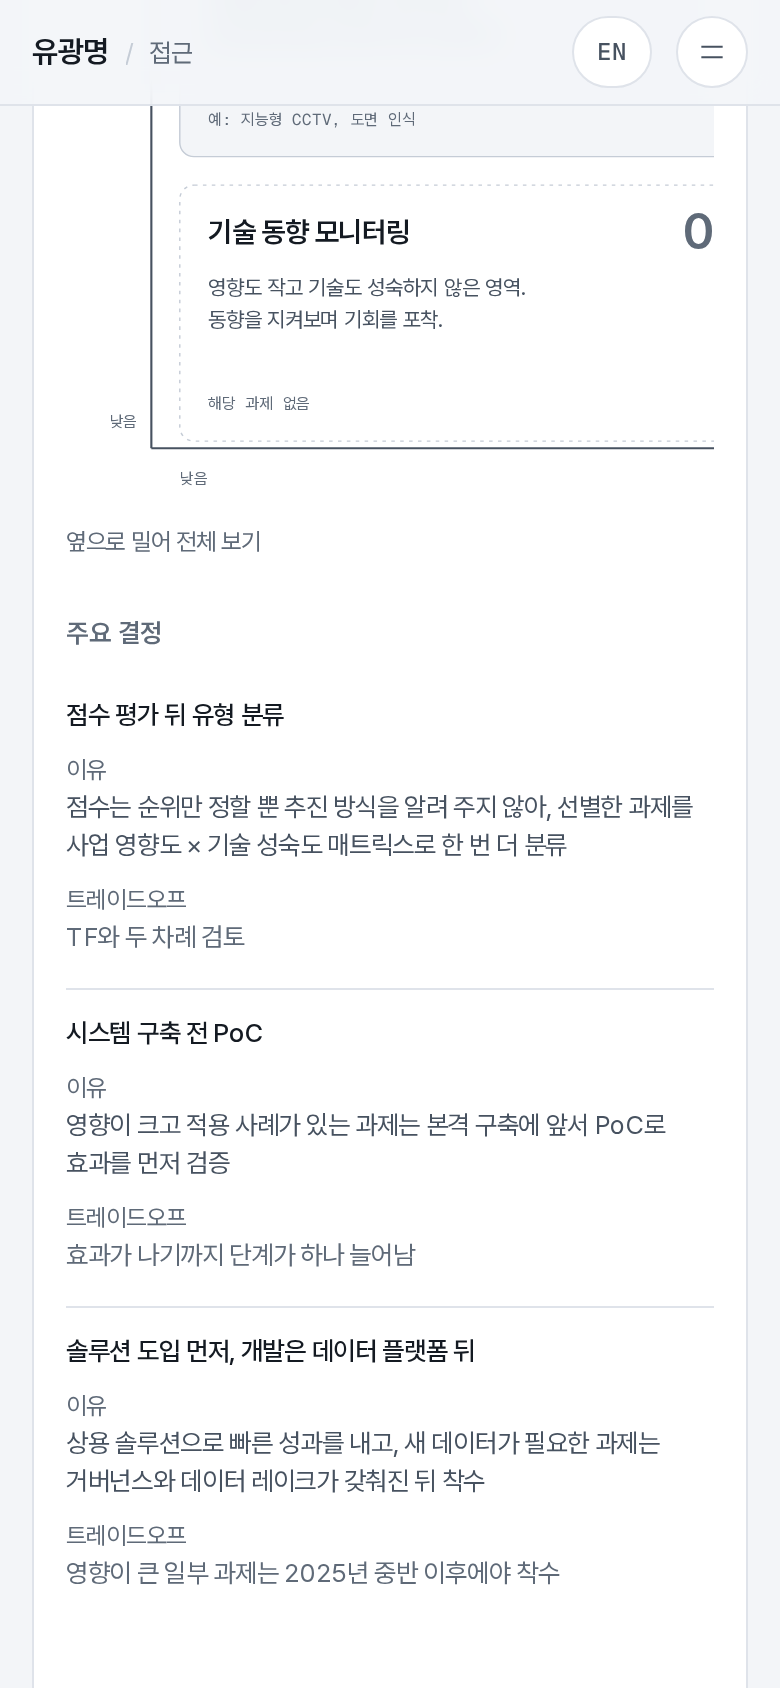 유광명 / 접근
EN
예: 지능형 CCTV, 도면 인식
기술 동향 모니터링
0
영향도 작고 기술도 성숙하지 않은 영역.
동향을 지켜보며 기회를 포착.
해당 과제 없음
낮음
낮음
옆으로 밀어 전체 보기
주요 결정
점수 평가 뒤 유형 분류
이유
점수는 순위만 정할 뿐 추진 방식을 알려 주지 않아, 선별한 과제를
사업 영향도 × 기술 성숙도 매트릭스로 한 번 더 분류
트레이드오프
TF와 두 차례 검토
시스템 구축 전 PoC
이유
영향이 크고 적용 사례가 있는 과제는 본격 구축에 앞서 PoC로
효과를 먼저 검증
트레이드오프
효과가 나기까지 단계가 하나 늘어남
솔루션 도입 먼저, 개발은 데이터 플랫폼 뒤
이유
상용 솔루션으로 빠른 성과를 내고, 새 데이터가 필요한 과제는
거버넌스와 데이터 레이크가 갖춰진 뒤 착수
트레이드오프
영향이 큰 일부 과제는 2025년 중반 이후에야 착수